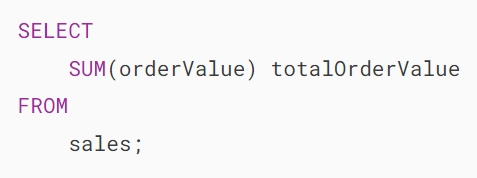 SELECT
    SUM(orderValue) totalOrderValue
FROM
    sales;